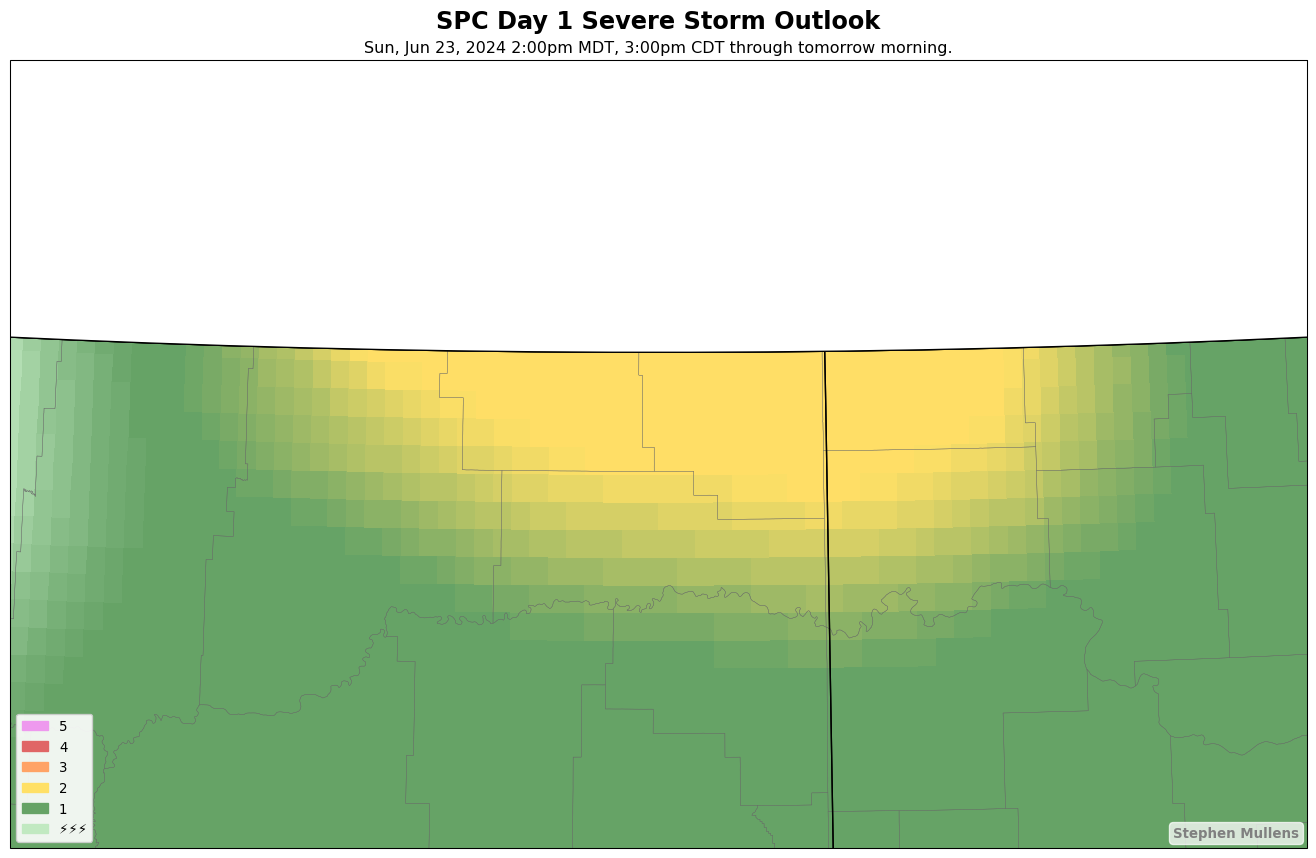 SPC Day 1 Severe Storm Outlook
Sun, Jun 23, 2024 2:00pm MDT, 3:00pm CDT through tomorrow morning.
5
4
3
2
1
⚡⚡⚡
Stephen Mullens